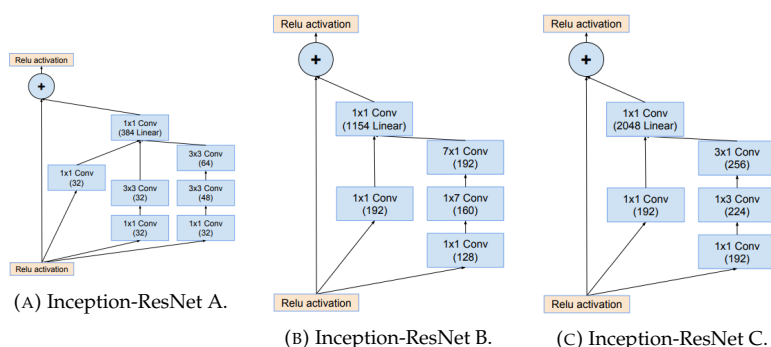 Relu activation
+
1x1 Conv
(384 Linear)
1x1 Conv
(32)
3x3 Conv
(32)
1x1 Conv
(32)
3x3 Conv
(64)
3x3 Conv
(48)
1x1 Conv
(32)
Relu activation
(A) Inception-ResNet A.
Relu activation
+
1x1 Conv
(1154 Linear)
1x1 Conv
(192)
7x1 Conv
(192)
1x7 Conv
(160)
1x1 Conv
(128)
Relu activation
(B) Inception-ResNet B.
Relu activation
+
1x1 Conv
(2048 Linear)
1x1 Conv
(192)
3x1 Conv
(256)
1x3 Conv
(224)
1x1 Conv
(192)
Relu activation
(C) Inception-ResNet C.